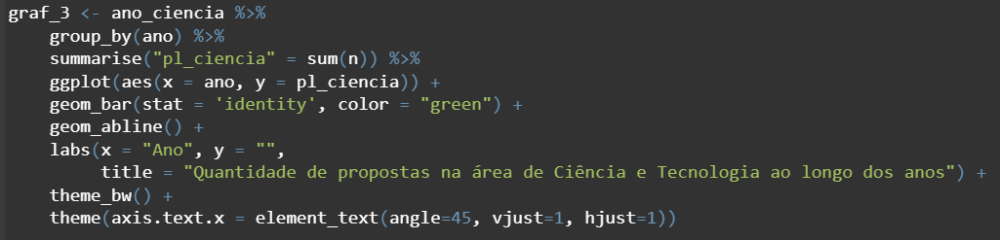 graf_3 <- ano_ciencia %>%
    group_by(ano) %>%
    summarise("pl_ciencia" = sum(n)) %>%
    ggplot(aes(x = ano, y = pl_ciencia)) +
    geom_bar(stat = 'identity', color = "green") +
    geom_abline() +
    labs(x = "Ano", y = "",
         title = "Quantidade de propostas na área de Ciência e Tecnologia ao longo dos anos") +
    theme_bw() +
    theme(axis.text.x = element_text(angle=45, vjust=1, hjust=1))